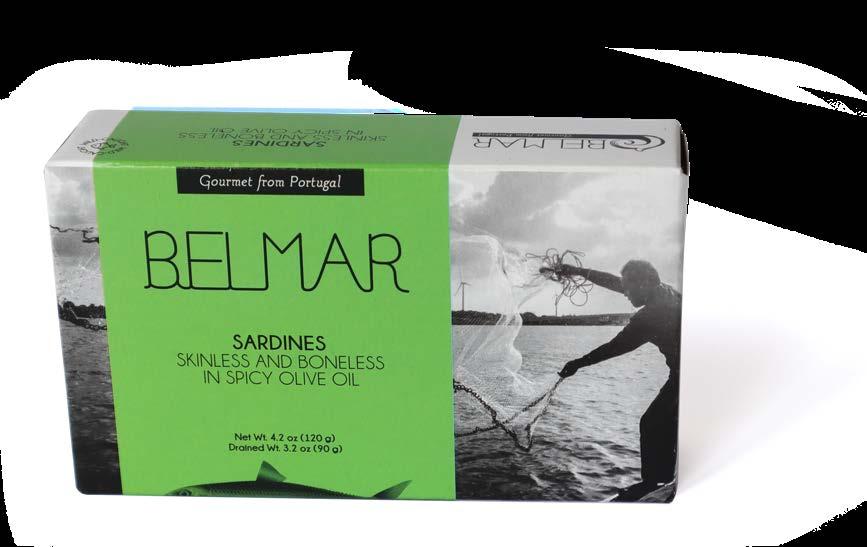 SARDINES
SKINLESS AND BONELESS
IN SPICY OLIVE OIL
BELMAR
Gourmet from Portugal
BELMAR
SARDINES
SKINLESS AND BONELESS
IN SPICY OLIVE OIL
Net Wt. 4.2 oz (120 g)
Drained Wt. 3.2 oz (90 g)